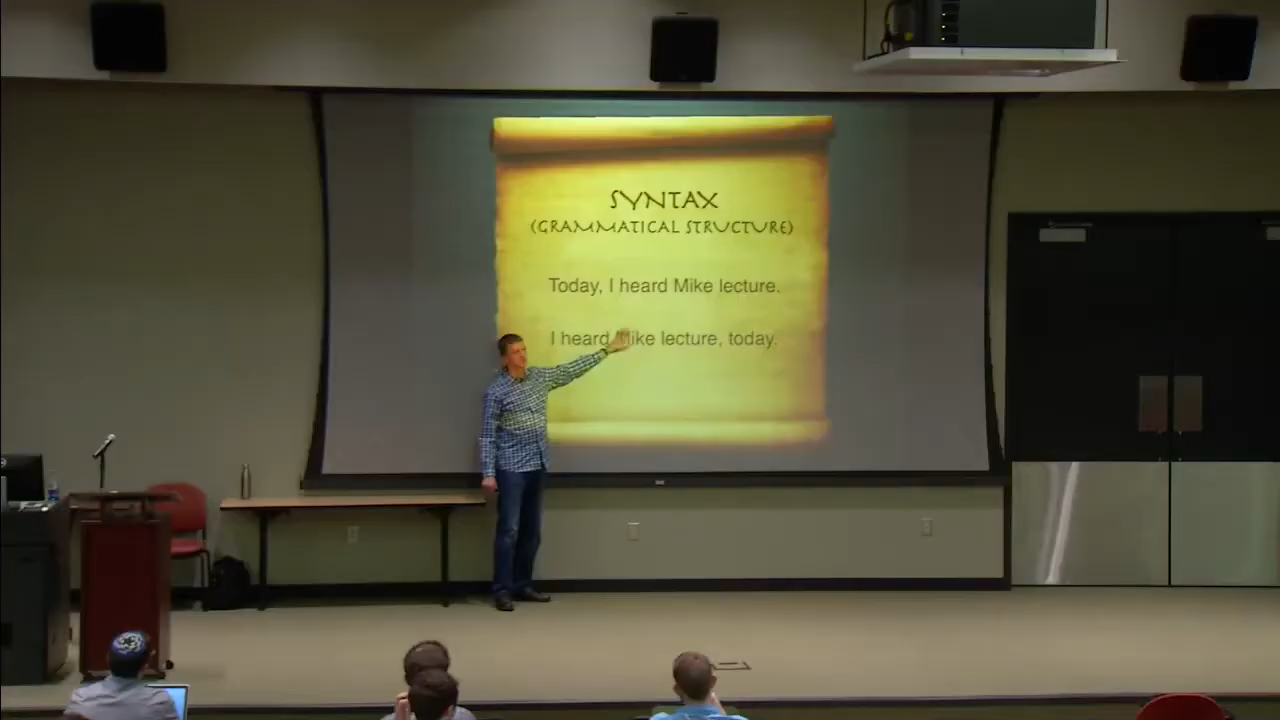 SYNTAX
(GRAMMATICAL STRUCTURE)
Today, I heard Mike lecture.
I heard Mike lecture, today.